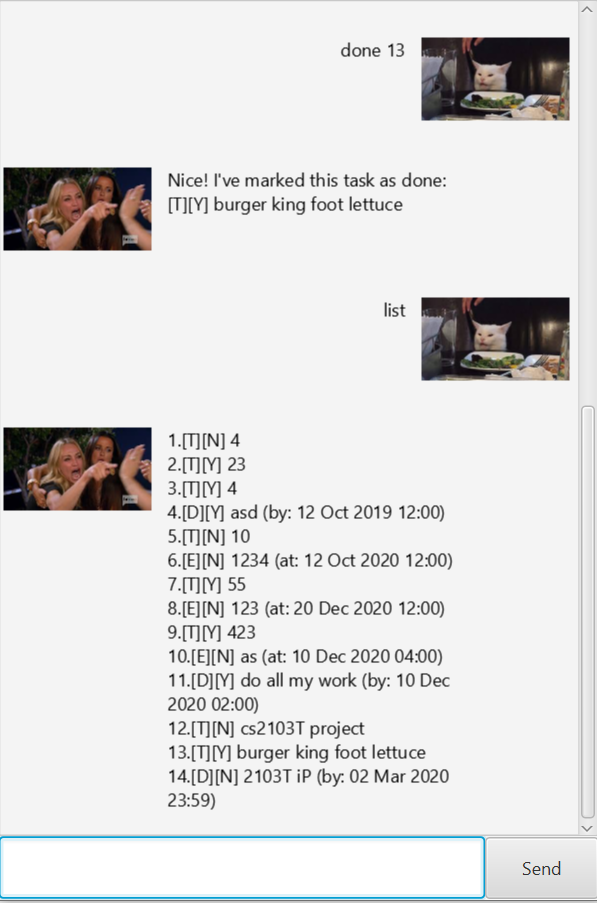 done 13
Nice! I've marked this task as done:
[T][Y] burger king foot lettuce
list
1.[T][N] 4
2.[T][Y] 23
3.[T][Y] 4
4.[D][Y] asd (by: 12 Oct 2019 12:00)
5.[T][N] 10
6.[E][N] 1234 (at: 12 Oct 2020 12:00)
7.[T][Y] 55
8.[E][N] 123 (at: 20 Dec 2020 12:00)
9.[T][Y] 423
10.[E][N] as (at: 10 Dec 2020 04:00)
11.[D][Y] do all my work (by: 10 Dec
2020 02:00)
12.[T][N] cs2103T project
13.[T][Y] burger king foot lettuce
14.[D][N] 2103T iP (by: 02 Mar 2020
23:59)
Send